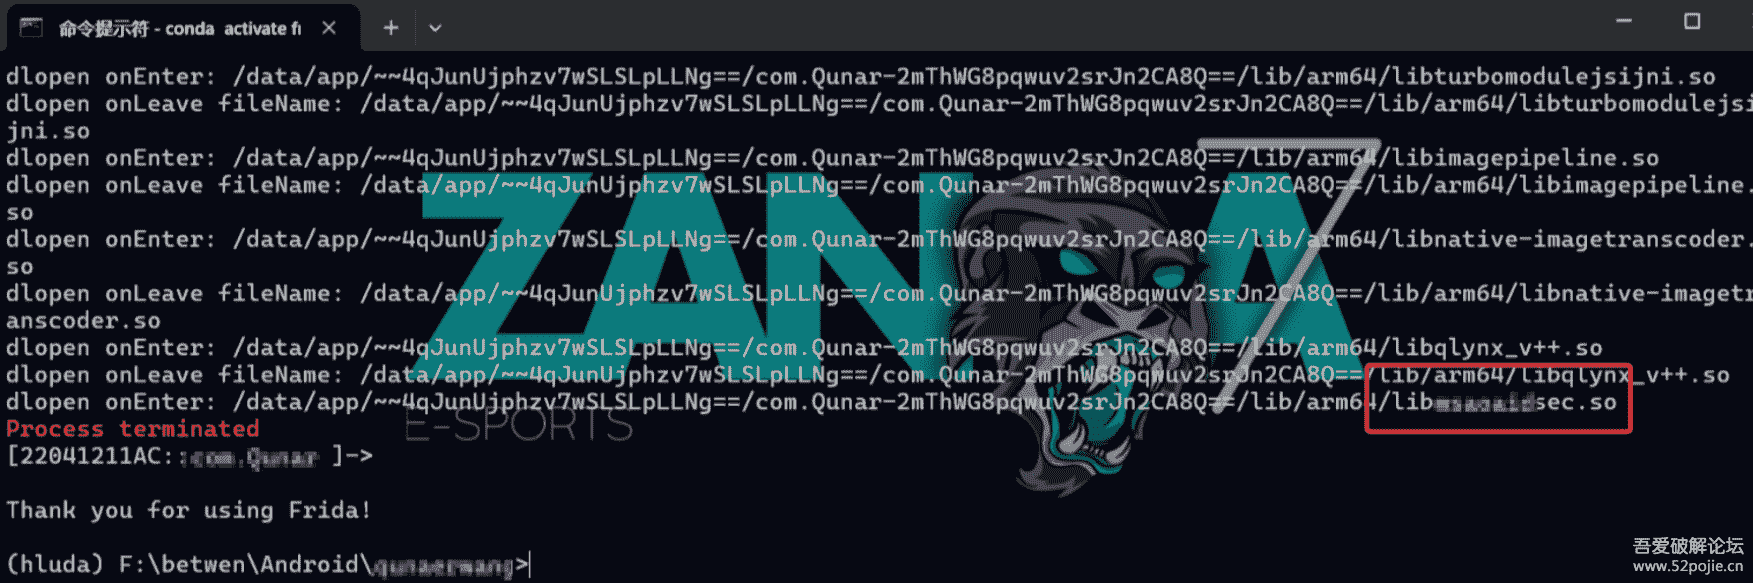 命令提示符 - conda activate fr
dlopen onEnter: /data/app/~~4qJunUjphzv7wSLSLpLLNg==/com.Qunar-2mThWG8pqwuv2srJn2CA8Q==/lib/arm64/libturbomodulejsijni.so
dlopen onLeave fileName: /data/app/~~4qJunUjphzv7wSLSLpLLNg==/com.Qunar-2mThWG8pqwuv2srJn2CA8Q==/lib/arm64/libturbomodulejsi
jni.so
dlopen onEnter: /data/app/~~4qJunUjphzv7wSLSLpLLNg==/com.Qunar-2mThWG8pqwuv2srJn2CA8Q==/lib/arm64/libimagepipeline.so
dlopen onLeave fileName: /data/app/~~4qJunUjphzv7wSLSLpLLNg==/com.Qunar-2mThWG8pqwuv2srJn2CA8Q==/lib/arm64/libimagepipeline.
so
dlopen onEnter: /data/app/~~4qJunUjphzv7wSLSLpLLNg==/com.Qunar-2mThWG8pqwuv2srJn2CA8Q==/lib/arm64/libnative-imagetranscoder.
so
dlopen onLeave fileName: /data/app/~~4qJunUjphzv7wSLSLpLLNg==/com.Qunar-2mThWG8pqwuv2srJn2CA8Q==/lib/arm64/libnative-imagetr
anscoder.so
dlopen onEnter: /data/app/~~4qJunUjphzv7wSLSLpLLNg==/com.Qunar-2mThWG8pqwuv2srJn2CA8Q==/lib/arm64/libqlynx_v++.so
dlopen onLeave fileName: /data/app/~~4qJunUjphzv7wSLSLpLLNg==/com.Qunar-2mThWG8pqwuv2srJn2CA8Q==/lib/arm64/libqlynx_v++.so
dlopen onEnter: /data/app/~~4qJunUjphzv7wSLSLpLLNg==/com.Qunar-2mThWG8pqwuv2srJn2CA8Q==/lib/arm64/lib sec.so
Process terminated
[22041211AC::com.Qunar ]->
Thank you for using Frida!
(hluda) F:\betwen\Android\ >
ZAN A 7
E-SPORTS
吾爱破解论坛
www.52pojie.cn